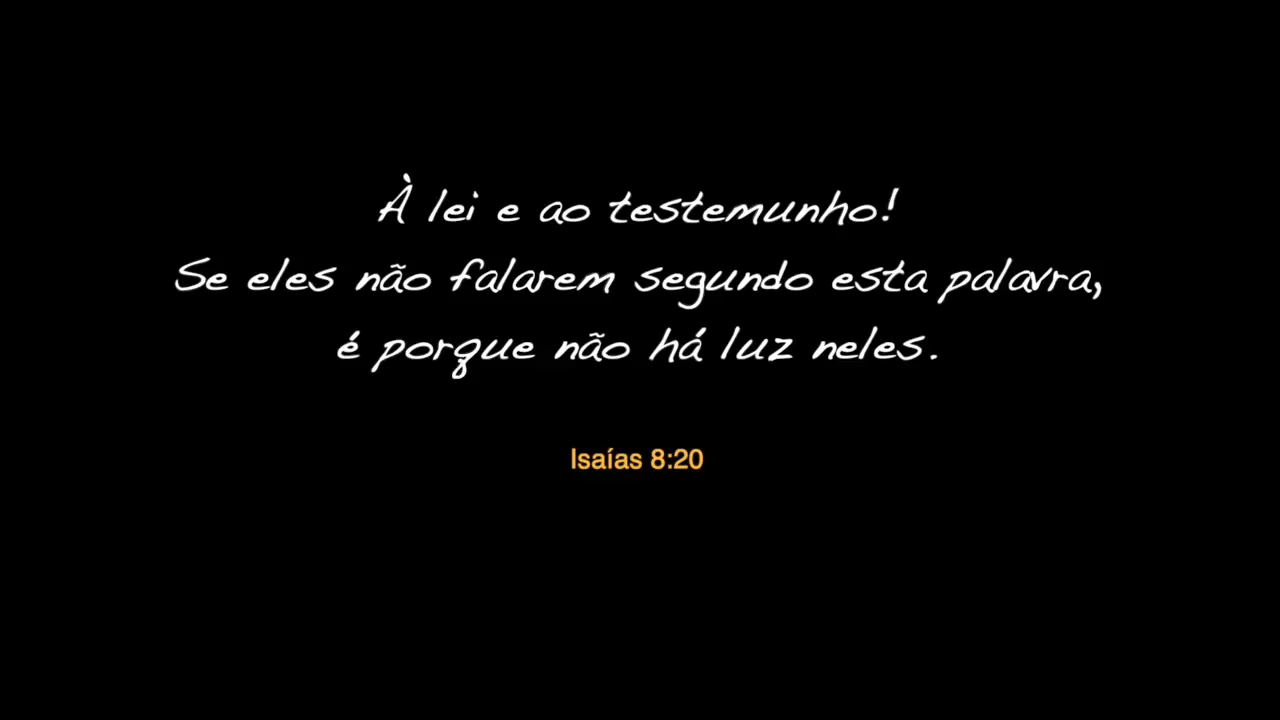 À lei e ao testemunho!
Se eles não falarem segundo esta palavra,
é porque não há luz neles.
Isaías 8:20